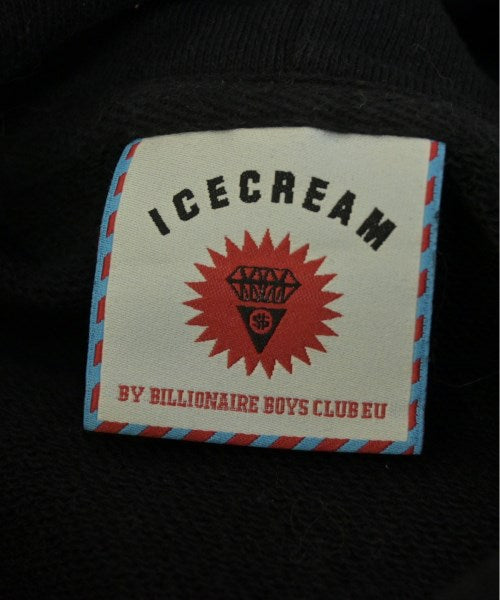 ICECREAM
$
BY BILLIONAIRE BOYS CLUB EU